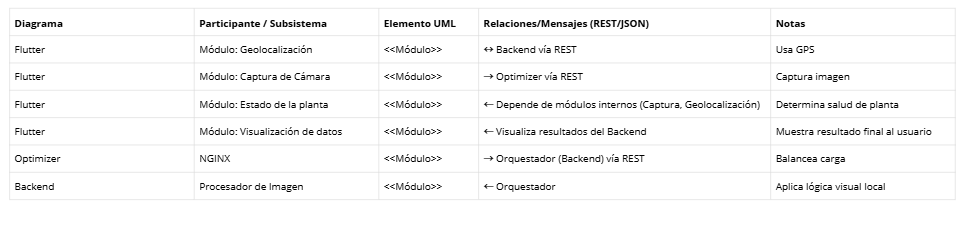 Diagrama Participante / Subsistema Elemento UML Relaciones/Mensajes (REST/JSON) Notas
Flutter Módulo: Geolocalización <<Módulo>> ↔ Backend vía REST Usa GPS
Flutter Módulo: Captura de Cámara <<Módulo>> → Optimizer vía REST Captura imagen
Flutter Módulo: Estado de la planta <<Módulo>> ← Depende de módulos internos (Captura, Geolocalización) Determina salud de planta
Flutter Módulo: Visualización de datos <<Módulo>> ← Visualiza resultados del Backend Muestra resultado final al usuario
Optimizer NGINX <<Módulo>> → Orquestador (Backend) vía REST Balancea carga
Backend Procesador de Imagen <<Módulo>> ← Orquestador Aplica lógica visual local